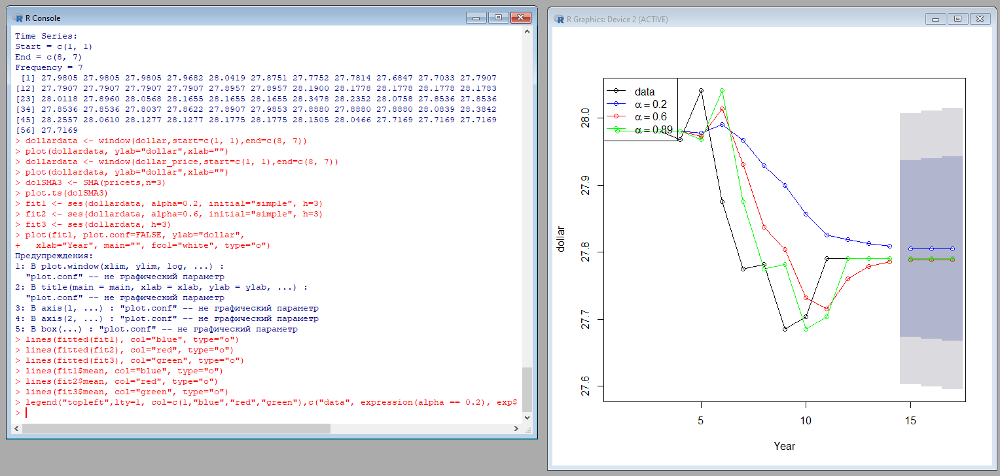 R Console
Time Series:
Start = c(1, 1)
End = c(8, 7)
Frequency = 7
[1] 27.9805 27.9805 27.9805 27.9682 28.0419 27.8751 27.7752 27.7814 27.6847 27.7033 27.7907
[12] 27.7907 27.7907 27.7907 27.7907 27.8957 27.8957 28.1900 28.1778 28.1778 28.1778 28.1783
[23] 28.0118 27.8960 28.0568 28.1655 28.1655 28.1655 28.3478 28.2352 28.0758 27.8536 27.8536
[34] 27.8536 27.8536 27.8037 27.8622 27.8907 27.9853 27.8880 27.8880 27.8880 28.0839 28.3842
[45] 28.2557 28.0610 28.1277 28.1277 28.1775 28.1775 28.1505 28.0466 27.7169 27.7169 27.7169
[56] 27.7169
> dollardata <- window(dollar,start=c(1, 1),end=c(8, 7))
> plot(dollardata, ylab="dollar",xlab="")
> dollardata <- window(dollar_price,start=c(1, 1),end=c(8, 7))
> plot(dollardata, ylab="dollar",xlab="")
> dolSMA3 <- SMA(pricets,n=3)
> plot.ts(dolSMA3)
> fit1 <- ses(dollardata, alpha=0.2, initial="simple", h=3)
> fit2 <- ses(dollardata, alpha=0.6, initial="simple", h=3)
> fit3 <- ses(dollardata, h=3)
> plot(fit1, plot.conf=FALSE, ylab="dollar",
+   xlab="Year", main="", fcol="white", type="o")
Предупреждения:
1: В plot.window(xlim, ylim, log, ...) :
"plot.conf" -- не графический параметр
2: В title(main = main, xlab = xlab, ylab = ylab, ...) :
"plot.conf" -- не графический параметр
3: В axis(1, ...) : "plot.conf" -- не графический параметр
4: В axis(2, ...) : "plot.conf" -- не графический параметр
5: В box(...) : "plot.conf" -- не графический параметр
> lines(fitted(fit1), col="blue", type="o")
> lines(fitted(fit2), col="red", type="o")
> lines(fitted(fit3), col="green", type="o")
> lines(fit1$mean, col="blue", type="o")
> lines(fit2$mean, col="red", type="o")
> lines(fit3$mean, col="green", type="o")
> legend("topleft",lty=1, col=c(1,"blue","red","green"),c("data", expression(alpha == 0.2), exp$
>
R Graphics: Device 2 (ACTIVE)
data
α = 0.2
α = 0.6
α = 0.89
28.0
27.9
27.8
27.7
27.6
dollar
5
10
15
Year